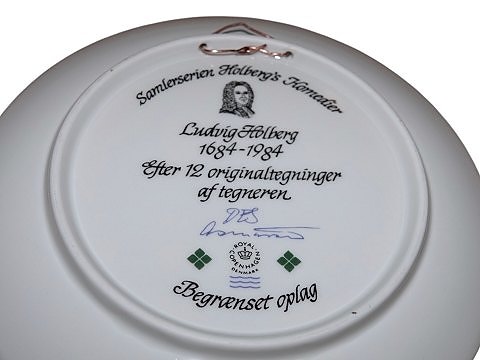 Samlerserien Holberg's Komedier
Ludvig Holberg
1684-1984
Efter 12 originaltegninger
af tegneren
ROYAL
COPENHAGEN
DENMARK
Begrænset oplag